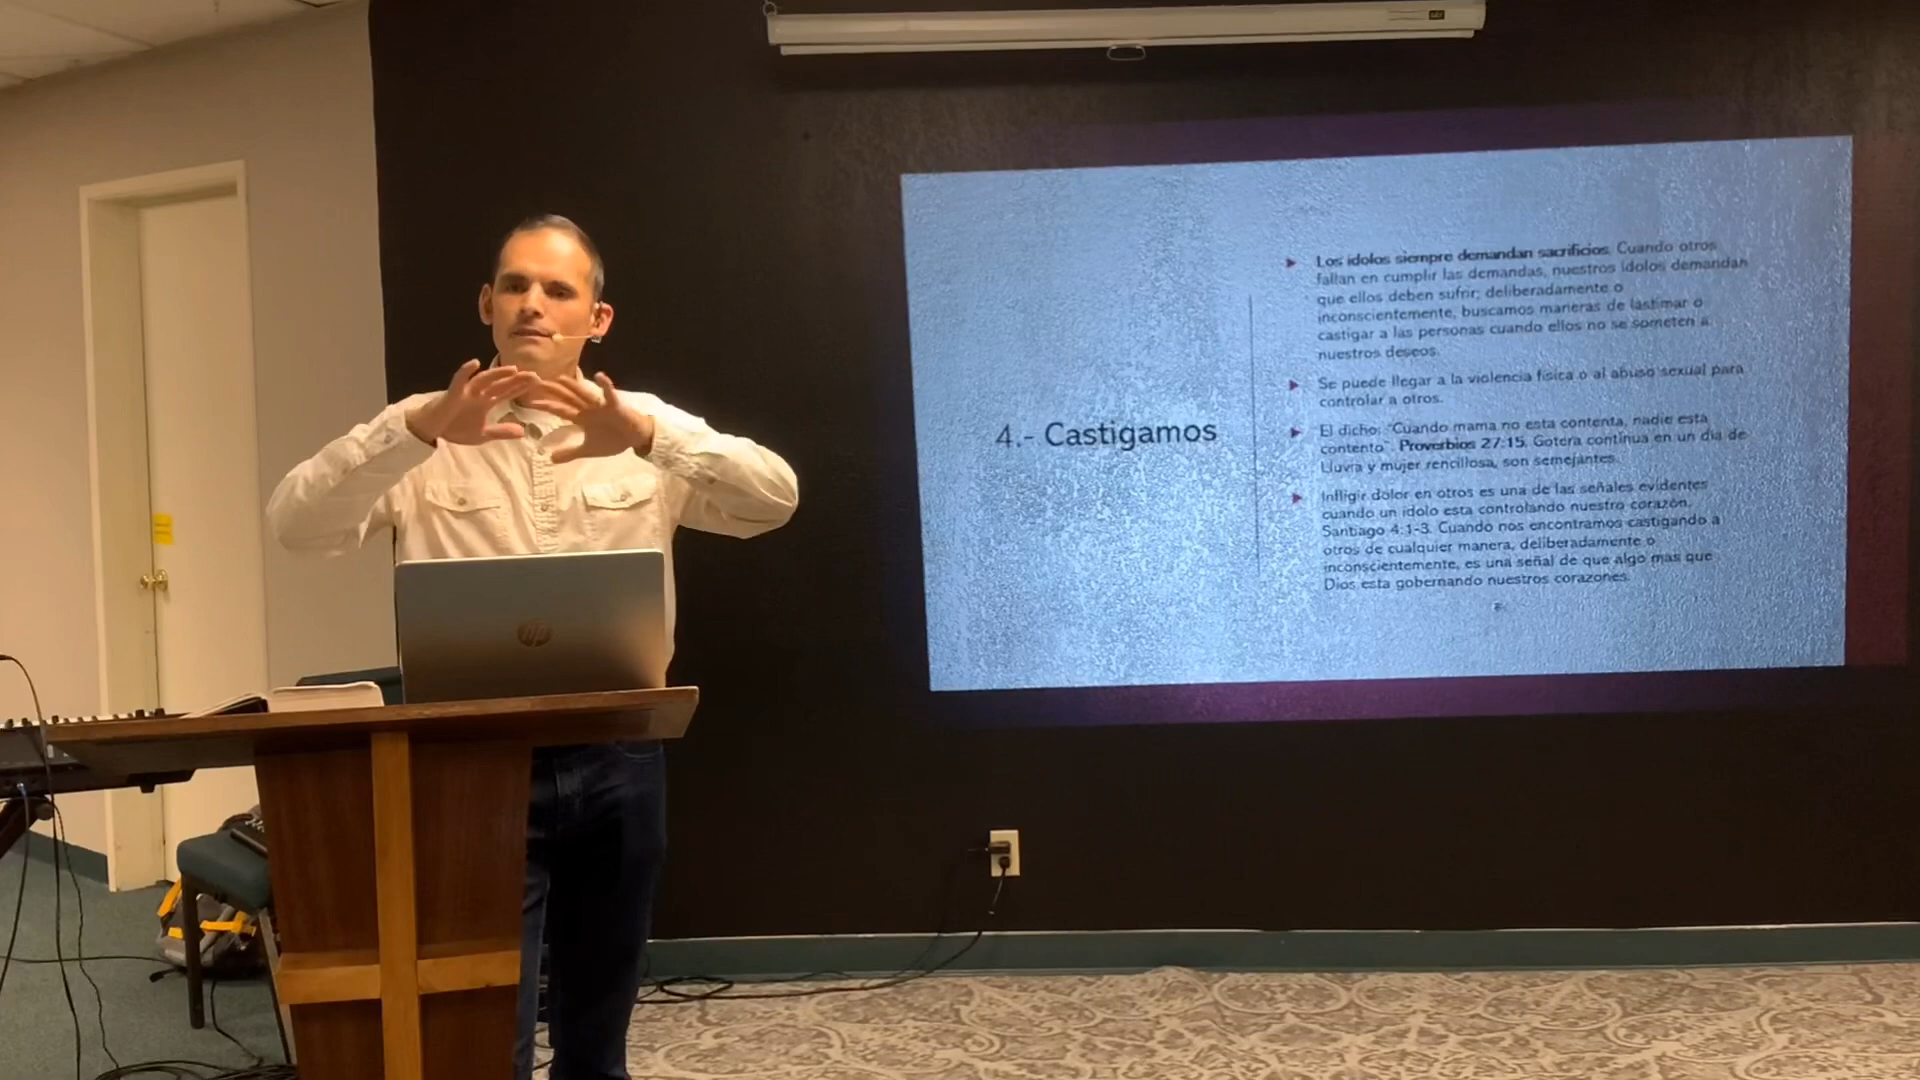 4.- Castigamos
Los idolos siempre demandan sacrificios. Cuando otros
fallan en cumplir las demandas, nuestros idolos demandan
que ellos deben sufrir; deliberadamente o
inconscientemente, buscamos maneras de lastimar o
castigar a las personas cuando ellos no se someten a
nuestros deseos.
Se puede llegar a la violencia fisica o al abuso sexual para
controlar a otros.
El dicho: "Cuando mama no esta contenta, nadie esta
contento". Proverbios 27:15. Gotera continua en un dia de
Lluvia y mujer rencillosa, son semejantes.
Infligir dolor en otros es una de las señales evidentes
cuando un idolo esta controlando nuestro corazón.
Santiago 4:1-3. Cuando nos encontramos castigando a
otros de cualquier manera, deliberadamente o
inconscientemente, es una señal de que algo mas que
Dios esta gobernando nuestros corazones.
hp